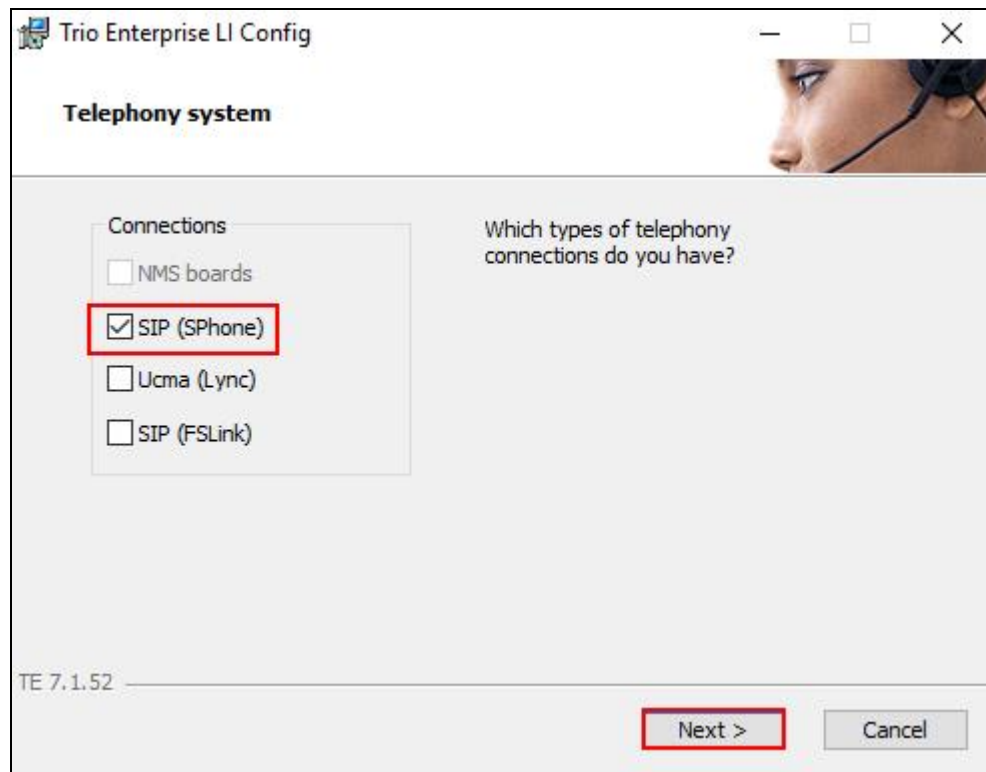 Trio Enterprise LI Config
Telephony system
Connections
NMS boards
SIP (SPhone)
Ucma (Lync)
SIP (FSLink)
Which types of telephony
connections do you have?
TE 7.1.52
Next >
Cancel